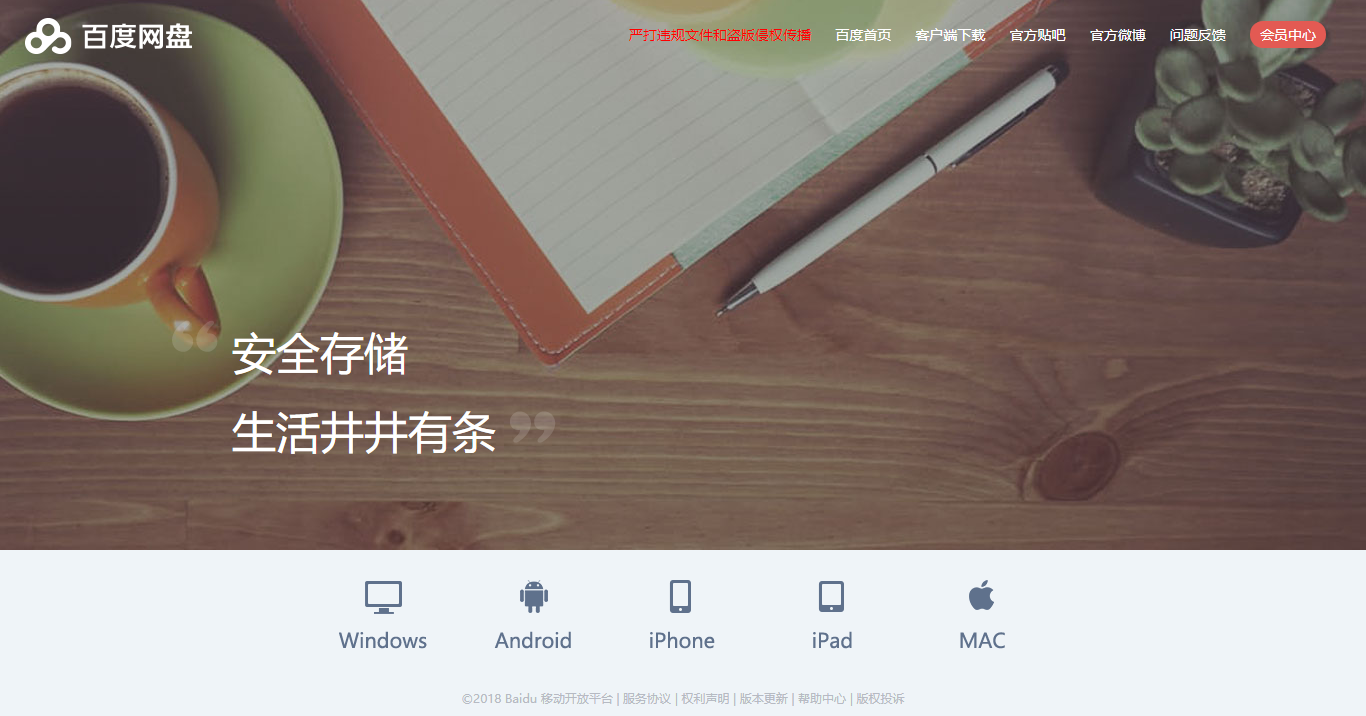 百度网盘
严打违规文件和盗版侵权传播 百度首页 客户端下载 官方贴吧 官方微博 问题反馈 会员中心
“安全存储
生活井井有条”
Windows Android iPhone iPad MAC
©2018 Baidu 移动开放平台 | 服务协议 | 权利声明 | 版本更新 | 帮助中心 | 版权投诉